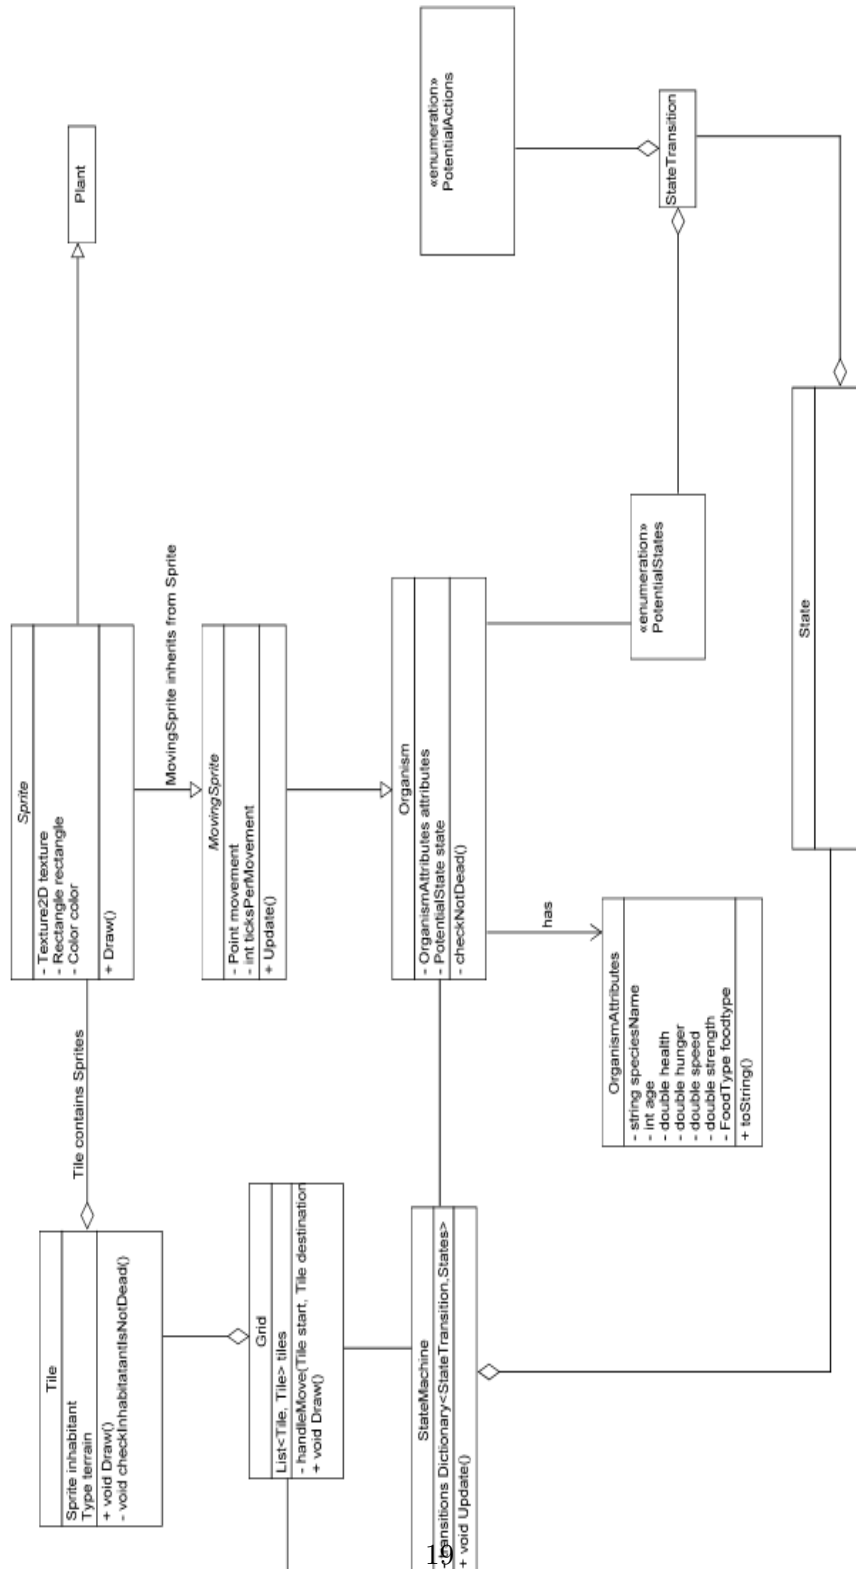 Tile
Sprite inhabitant
Type terrain
+ void Draw()
- void checkInhabitatantIsNotDead()
Tile contains Sprites
Sprite
- Texture2D texture
- Rectangle rectangle
- Color color
+ Draw()
Plant
MovingSprite inherits from Sprite
MovingSprite
- Point movement
- int ticksPerMovement
+ Update()
Grid
List<Tile, Tile> tiles
- handleMove(Tile start, Tile destination
+ void Draw()
Organism
- OrganismAttributes attributes
- PotentialState state
- checkNotDead()
«enumeration»
PotentialActions
StateTransition
StateMachine
Dictionary<StateTransition,States>
+ void Update()
has
OrganismAttributes
- string speciesName
- int age
- double health
- double hunger
- double speed
- double strength
- FoodType foodtype
+ toString()
«enumeration»
PotentialStates
State
19